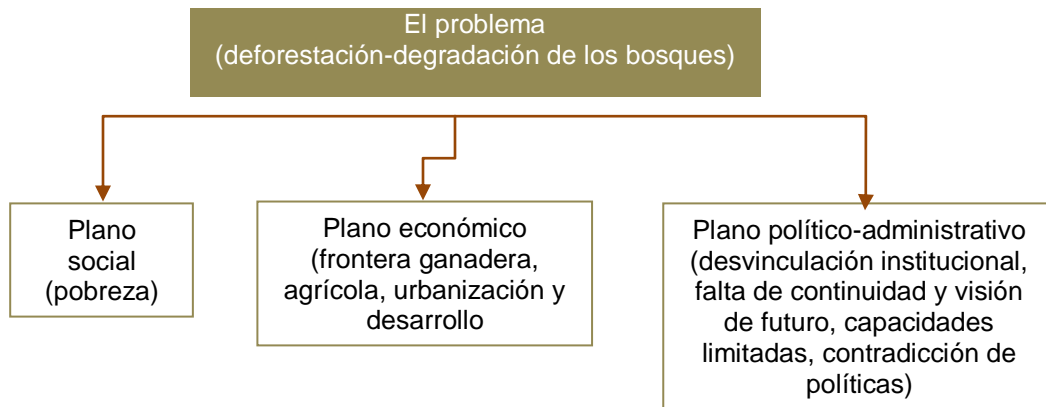 El problema
(deforestación-degradación de los bosques)
Plano
social
(pobreza)
Plano económico
(frontera ganadera,
agrícola, urbanización y
desarrollo
Plano político-administrativo
(desvinculación institucional,
falta de continuidad y visión
de futuro, capacidades
limitadas, contradicción de
políticas)